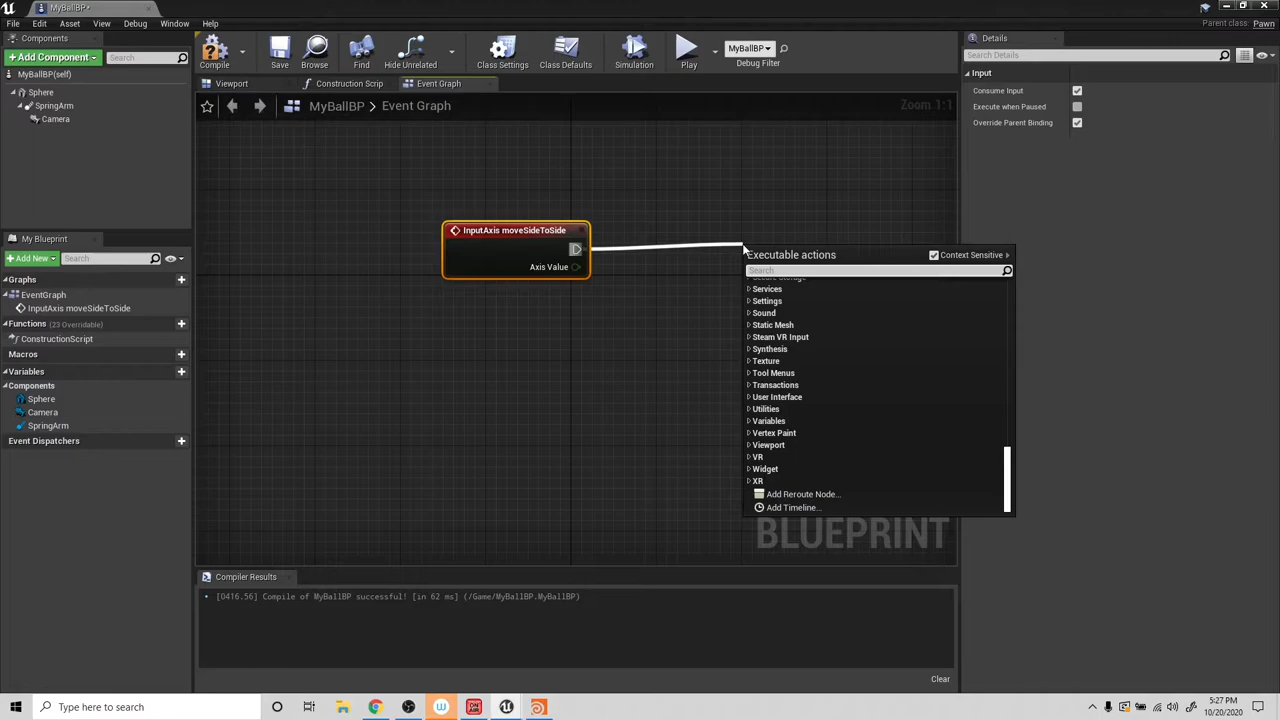 MyBallBP*
File Edit Asset View Debug Window Help
Parent class: Pawn
Components
+Add Component
Search
MyBallBP(self)
Sphere
SpringArm
Camera
Compile
Save
Browse
Find
Hide Unrelated
Class Settings
Class Defaults
Simulation
Play
MyBallBP
Debug Filter
Viewport
Construction Scrip
Event Graph
MyBallBP > Event Graph
Zoom 1:1
Details
Search Details
Input
Consume Input
Execute when Paused
Override Parent Binding
InputAxis moveSideToSide
Axis Value
Executable actions
Context Sensitive
Search
Services
Settings
Sound
Static Mesh
Steam VR Input
Synthesis
Texture
Tool Menus
Transactions
User Interface
Utilities
Variables
Vertex Paint
Viewport
VR
Widget
XR
Add Reroute Node...
Add Timeline...
BLUEPRINT
My Blueprint
+Add New
Search
Graphs
EventGraph
InputAxis moveSideToSide
Functions (23 Overridable)
ConstructionScript
Macros
Variables
Components
Sphere
Camera
SpringArm
Event Dispatchers
Compiler Results
[0416.56] Compile of MyBallBP successful! [in 62 ms] (/Game/MyBallBP.MyBallBP)
Clear
Type here to search
5:27 PM
10/20/2020